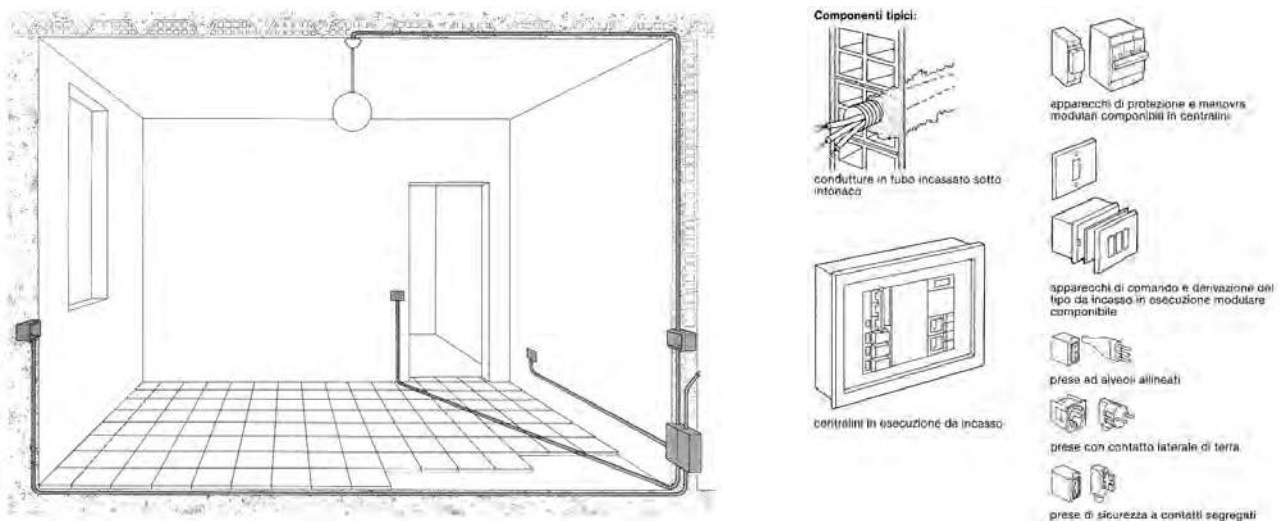 Componenti tipici:
condutture in tubo incassato sotto
intonaco
centralini in esecuzione da incasso
apparecchi di protezione e manovra
modulari componibili in centralini
apparecchi di comando e derivazione del
tipo da incasso in esecuzione modulare
componibile
prese ad alveoli allineati
prese con contatto laterale di terra
prese di sicurezza a contatti segregati